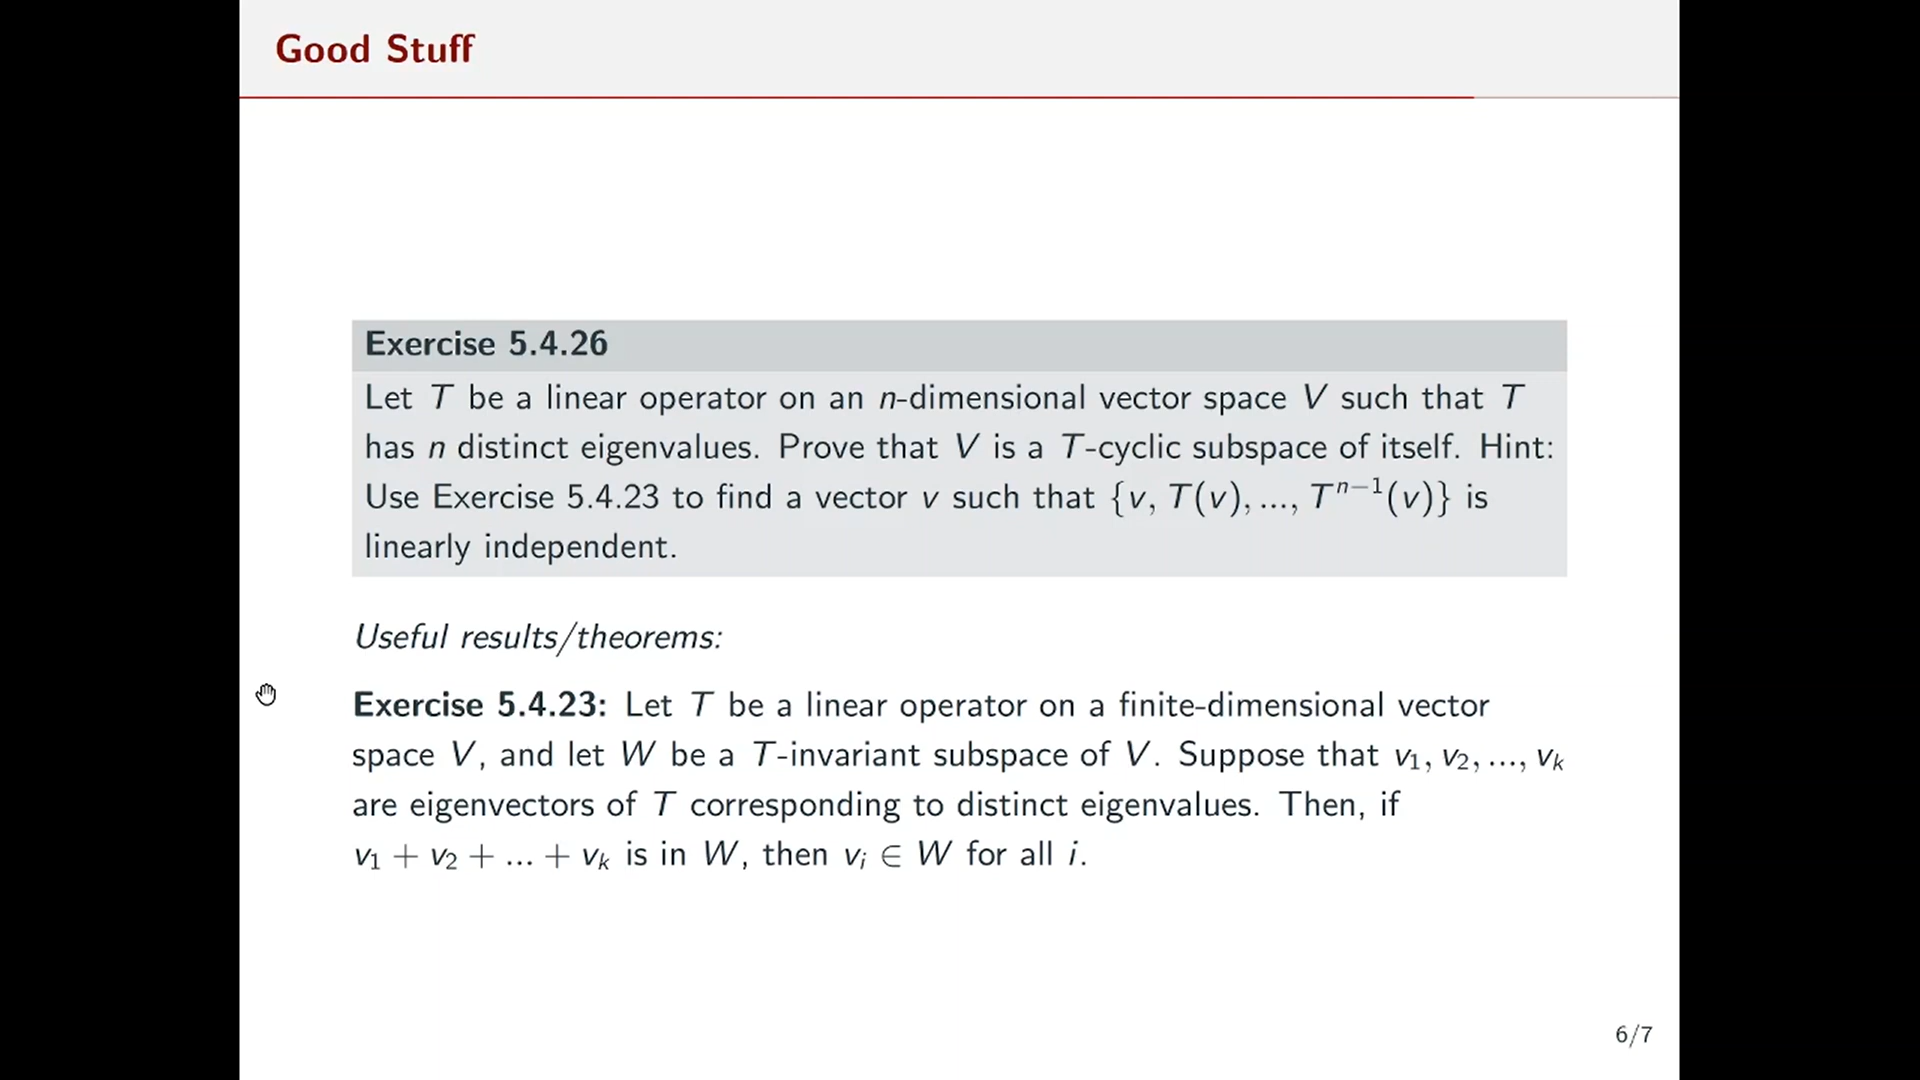 Good Stuff
Exercise 5.4.26
Let T be a linear operator on an n-dimensional vector space V such that T
has n distinct eigenvalues. Prove that V is a T-cyclic subspace of itself. Hint:
Use Exercise 5.4.23 to find a vector v such that {v, T(v), ..., Tⁿ⁻¹(v)} is
linearly independent.
Useful results/theorems:
Exercise 5.4.23: Let T be a linear operator on a finite-dimensional vector
space V, and let W be a T-invariant subspace of V. Suppose that v₁, v₂, ..., vₖ
are eigenvectors of T corresponding to distinct eigenvalues. Then, if
v₁ + v₂ + ... + vₖ is in W, then vᵢ ∈ W for all i.
6/7